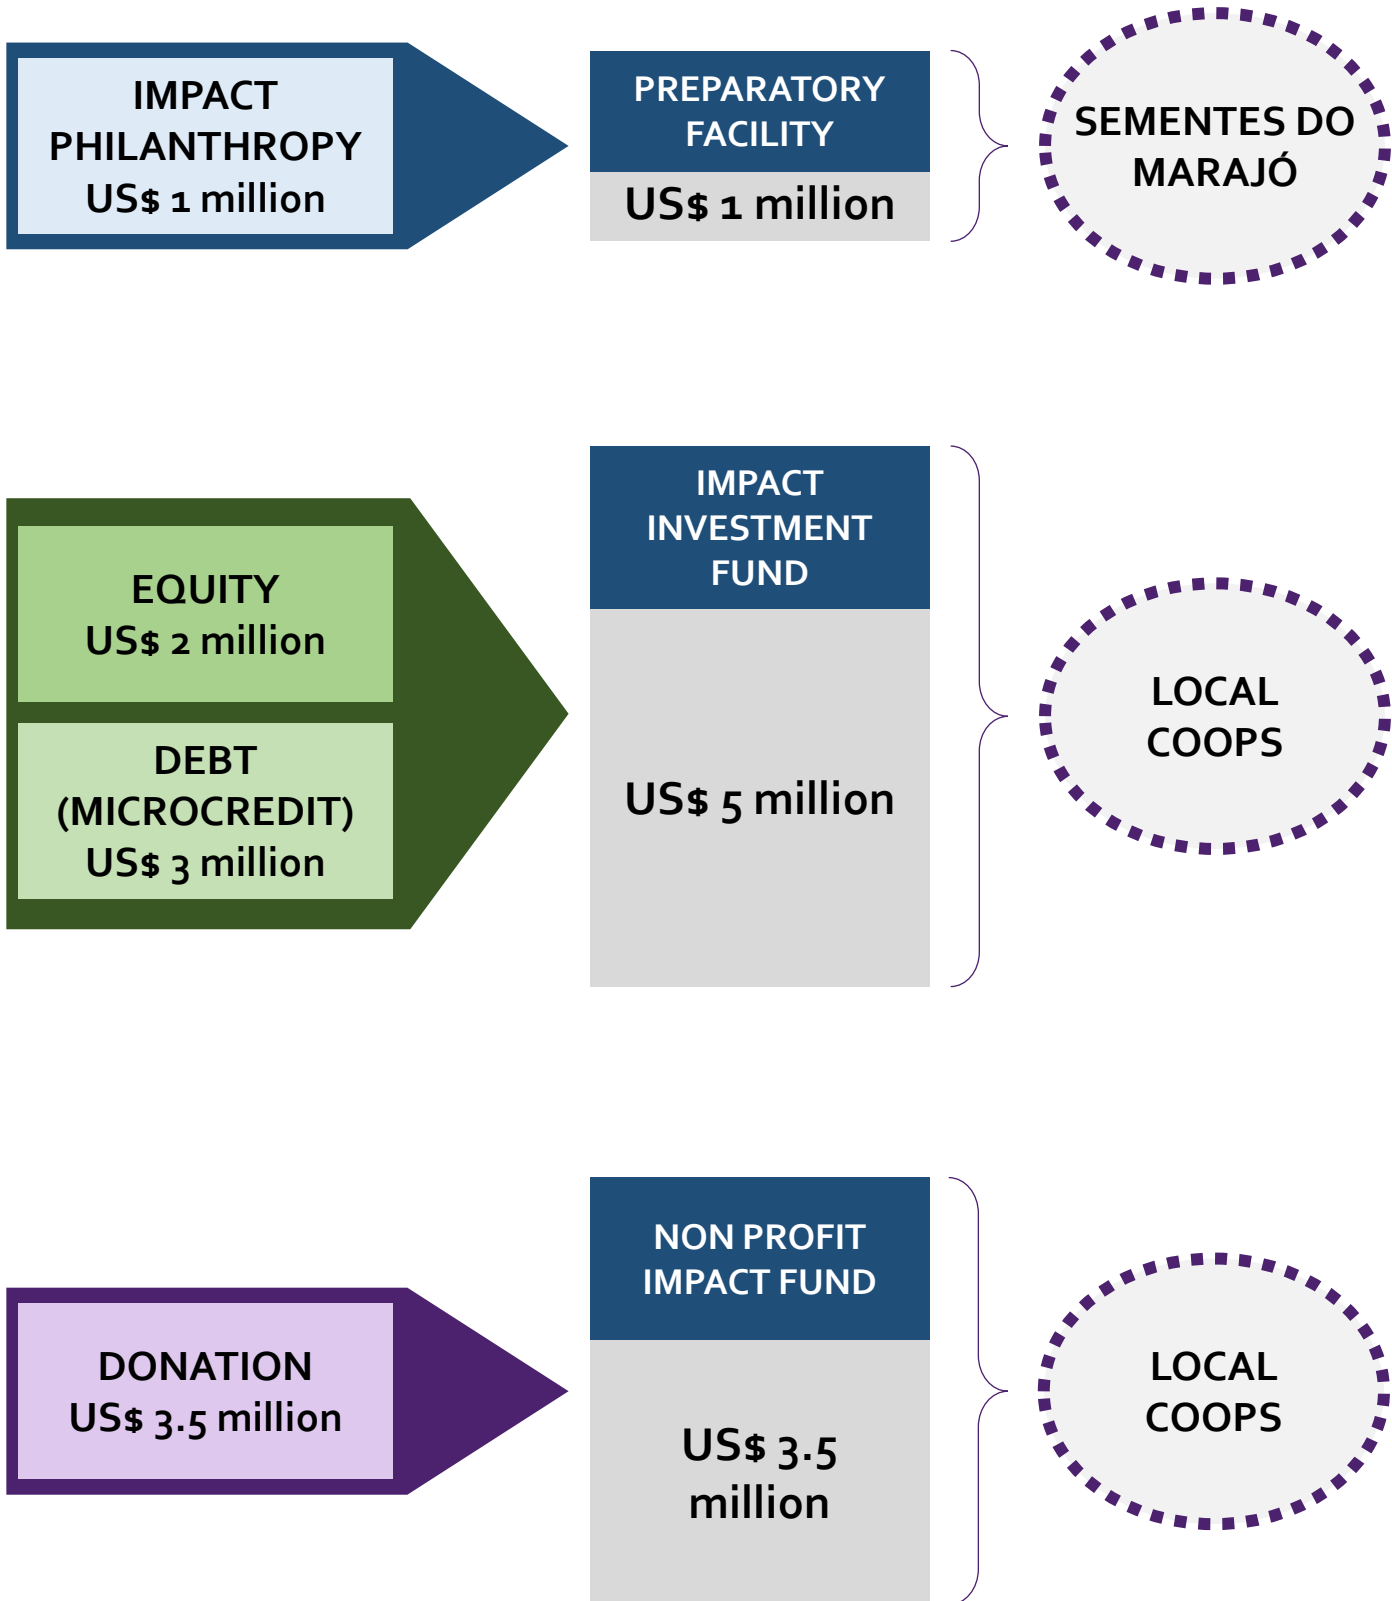 IMPACT
PHILANTHROPY
US$ 1 million
PREPARATORY
FACILITY
US$ 1 million
SEMENTES DO
MARAJÓ
EQUITY
US$ 2 million
DEBT
(MICROCREDIT)
US$ 3 million
IMPACT
INVESTMENT
FUND
US$ 5 million
LOCAL
COOPS
DONATION
US$ 3.5 million
NON PROFIT
IMPACT FUND
US$ 3.5
million
LOCAL
COOPS